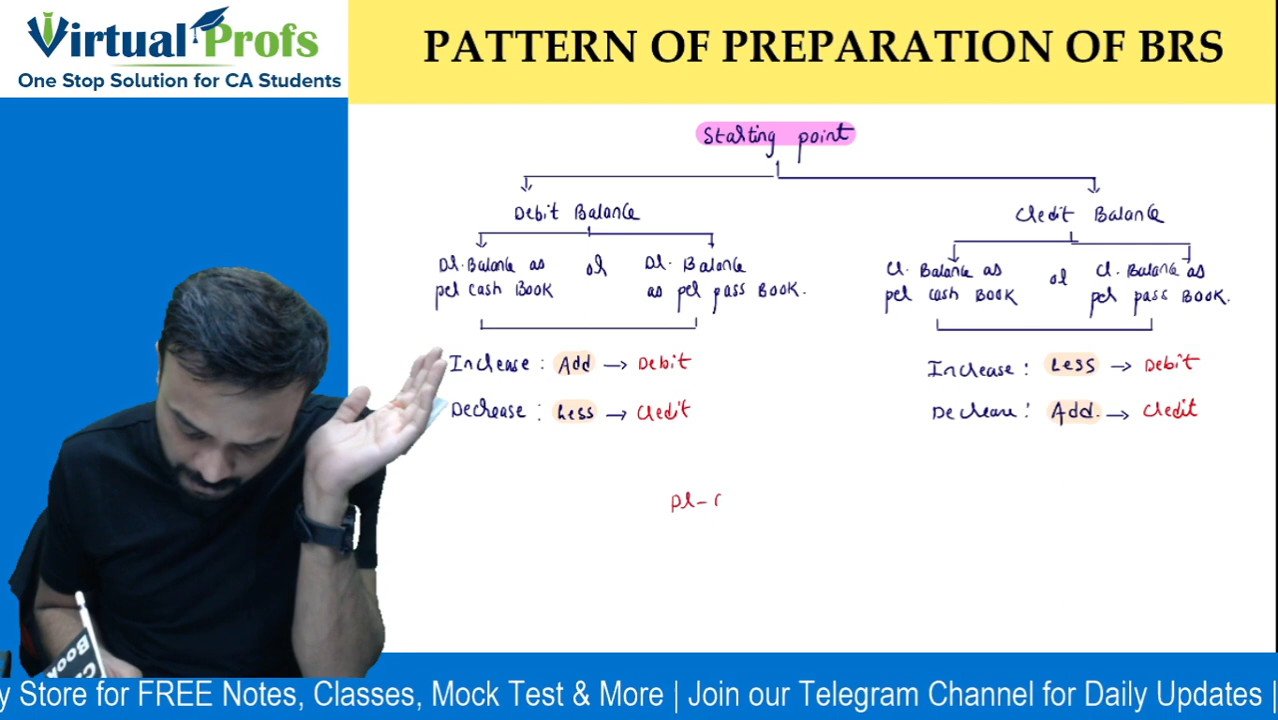 Virtual Profs
One Stop Solution for CA Students
PATTERN OF PREPARATION OF BRS
Starting point
Debit Balance
Credit Balance
Dr. Balance as
per cash Book
or
Dr. Balance
as per pass Book.
Cr. Balance as
per cash Book
or
Cr. Balance as
per pass Book.
Increase : Add → Debit
Decrease : Less → Credit
Increase : Less → Debit
Decrease : Add. → Credit
Dr-
Book
y Store for FREE Notes, Classes, Mock Test & More | Join our Telegram Channel for Daily Updates |